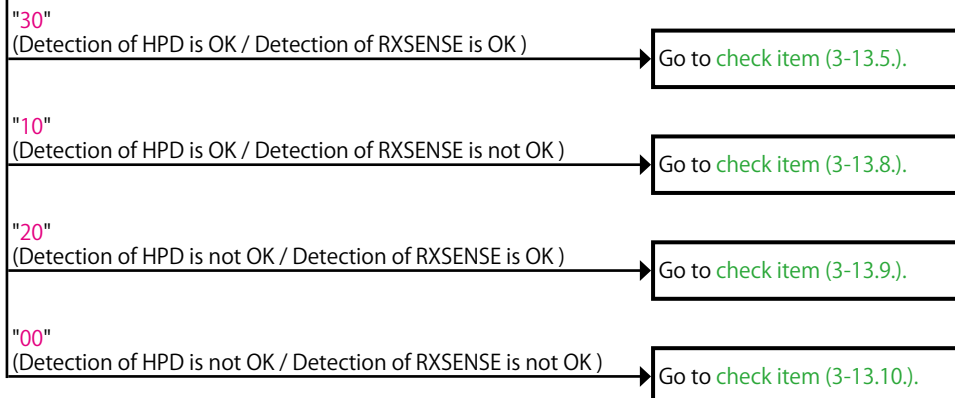 "30"
(Detection of HPD is OK / Detection of RXSENSE is OK )
Go to check item (3-13.5.).
"10"
(Detection of HPD is OK / Detection of RXSENSE is not OK )
Go to check item (3-13.8.).
"20"
(Detection of HPD is not OK / Detection of RXSENSE is OK )
Go to check item (3-13.9.).
"00"
(Detection of HPD is not OK / Detection of RXSENSE is not OK )
Go to check item (3-13.10.).